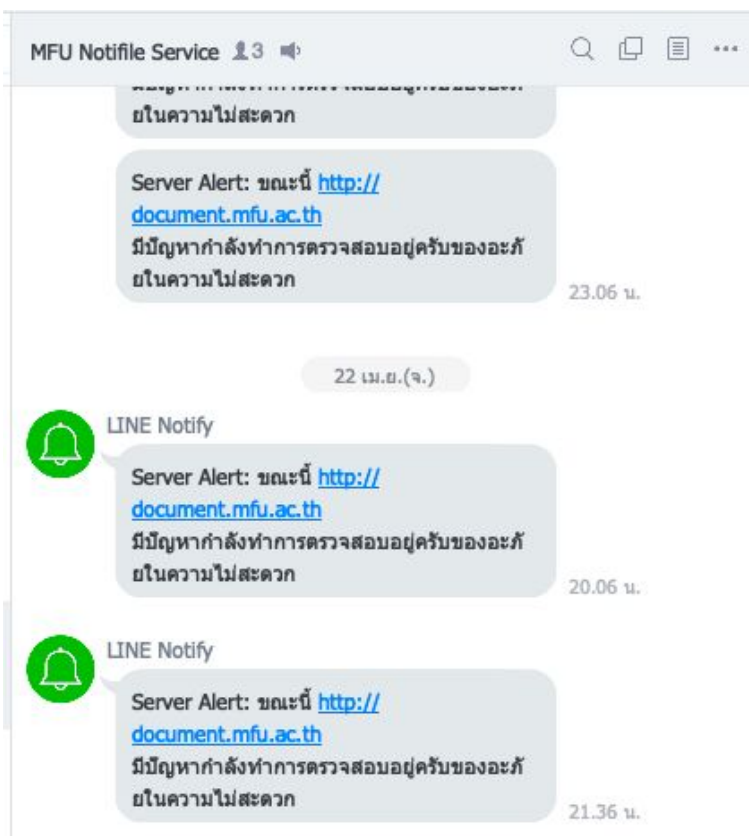 MFU Notifile Service 3
ยในความไม่สะดวก
Server Alert: ขณะนี้ http://
document.mfu.ac.th
มีปัญหากำลังทำการตรวจสอบอยู่ครับของอะภั
ยในความไม่สะดวก
23.06 น.
22 เม.ย.(จ.)
LINE Notify
Server Alert: ขณะนี้ http://
document.mfu.ac.th
มีปัญหากำลังทำการตรวจสอบอยู่ครับของอะภั
ยในความไม่สะดวก
20.06 น.
LINE Notify
Server Alert: ขณะนี้ http://
document.mfu.ac.th
มีปัญหากำลังทำการตรวจสอบอยู่ครับของอะภั
ยในความไม่สะดวก
21.36 น.